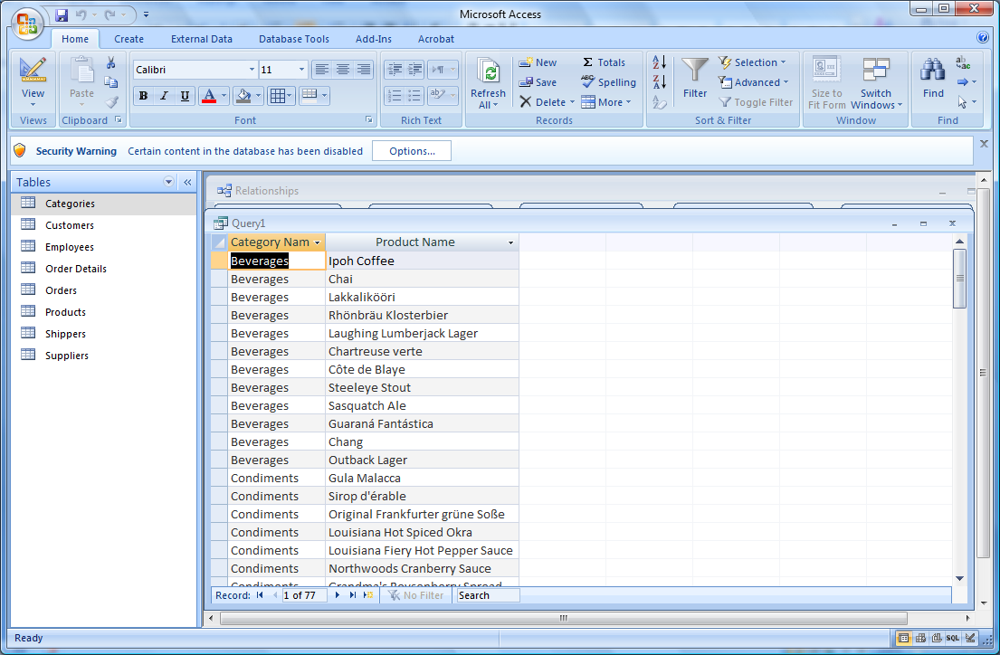 Microsoft Access
Home Create External Data Database Tools Add-Ins Acrobat
View
Views
Paste
Clipboard
Calibri 11
B I U A
Font
Rich Text
Refresh All
New
Save
Delete
Σ Totals
Spelling
More
Records
Filter
Selection
Advanced
Toggle Filter
Sort & Filter
Size to Fit Form
Switch Windows
Window
Find
Find
Security Warning Certain content in the database has been disabled Options...
Tables
Categories
Customers
Employees
Order Details
Orders
Products
Shippers
Suppliers
Relationships
Query1
Category Nam Product Name
Beverages Ipoh Coffee
Beverages Chai
Beverages Lakkalikööri
Beverages Rhönbräu Klosterbier
Beverages Laughing Lumberjack Lager
Beverages Chartreuse verte
Beverages Côte de Blaye
Beverages Steeleye Stout
Beverages Sasquatch Ale
Beverages Guaraná Fantástica
Beverages Chang
Beverages Outback Lager
Condiments Gula Malacca
Condiments Sirop d'érable
Condiments Original Frankfurter grüne Soße
Condiments Louisiana Hot Spiced Okra
Condiments Louisiana Fiery Hot Pepper Sauce
Condiments Northwoods Cranberry Sauce
Condiments Grandma's Boysenberry Spread
Record: 1 of 77 No Filter Search
Ready SQL